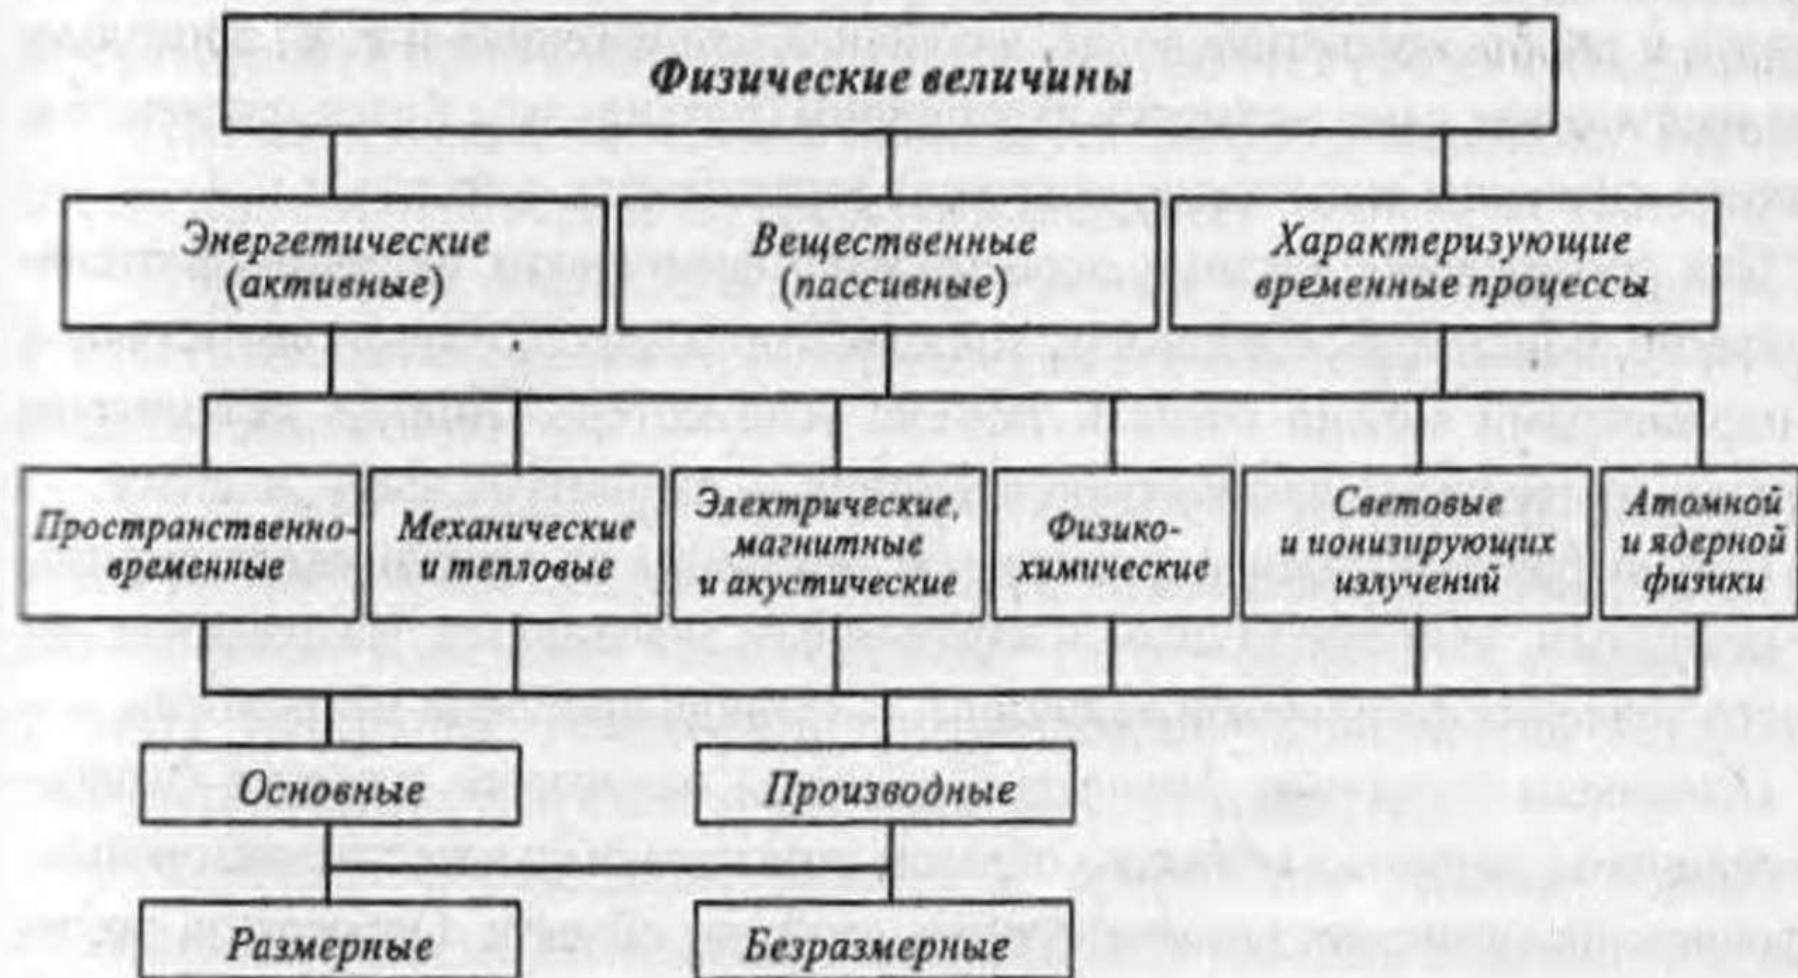 Физические величины
Энергетические
(активные)
Вещественные
(пассивные)
Характеризующие
временные процессы
Пространственно-
временные
Механические
и тепловые
Электрические,
магнитные
и акустические
Физико-
химические
Световые
и ионизирующих
излучений
Атомной
и ядерной
физики
Основные
Производные
Размерные
Безразмерные